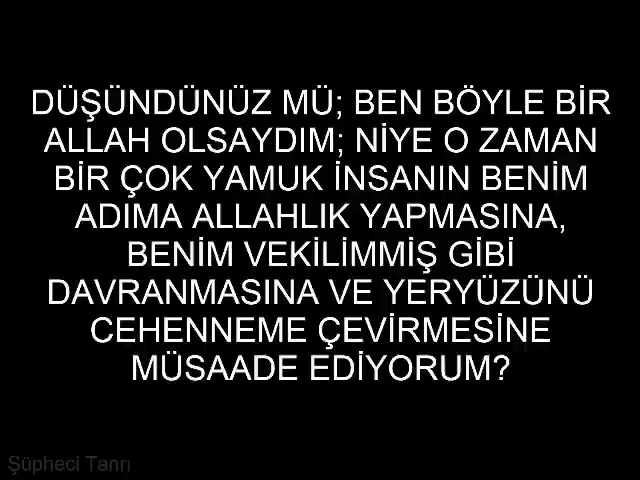 DÜŞÜNDÜNÜZ MÜ; BEN BÖYLE BİR
ALLAH OLSAYDIM; NİYE O ZAMAN
BİR ÇOK YAMUK İNSANIN BENİM
ADIMA ALLAHLIK YAPMASINA,
BENİM VEKİLİMMİŞ GİBİ
DAVRANMASINA VE YERYÜZÜNÜ
CEHENNEME ÇEVİRMESİNE
MÜSAADE EDİYORUM?
Şüpheci Tanrı